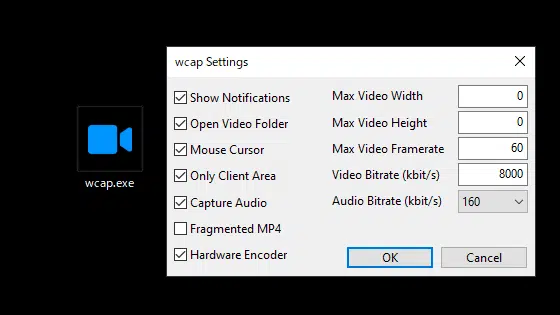 wcap Settings
Show Notifications
Open Video Folder
Mouse Cursor
Only Client Area
Capture Audio
Fragmented MP4
Hardware Encoder
Max Video Width 0
Max Video Height 0
Max Video Framerate 60
Video Bitrate (kbit/s) 8000
Audio Bitrate (kbit/s) 160
OK Cancel
wcap.exe